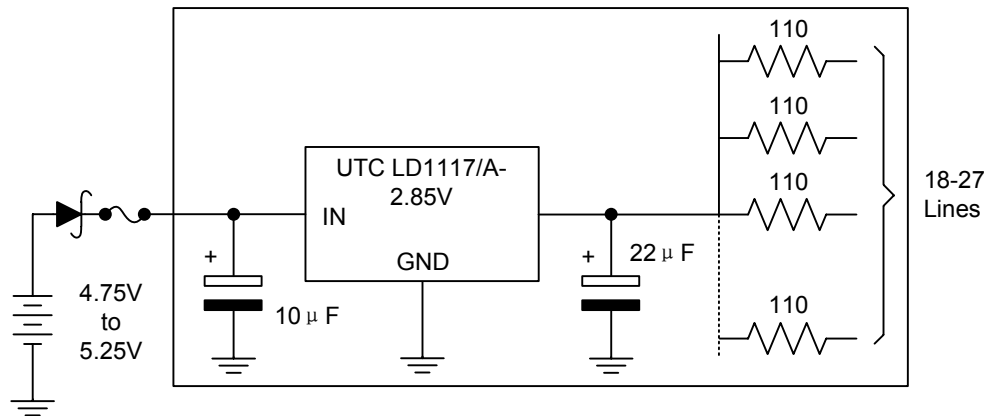 110
110
UTC LD1117/A-
2.85V
110
18-27
Lines
IN
+
GND
+
22 μ F
4.75V
to
5.25V
10 μ F
110